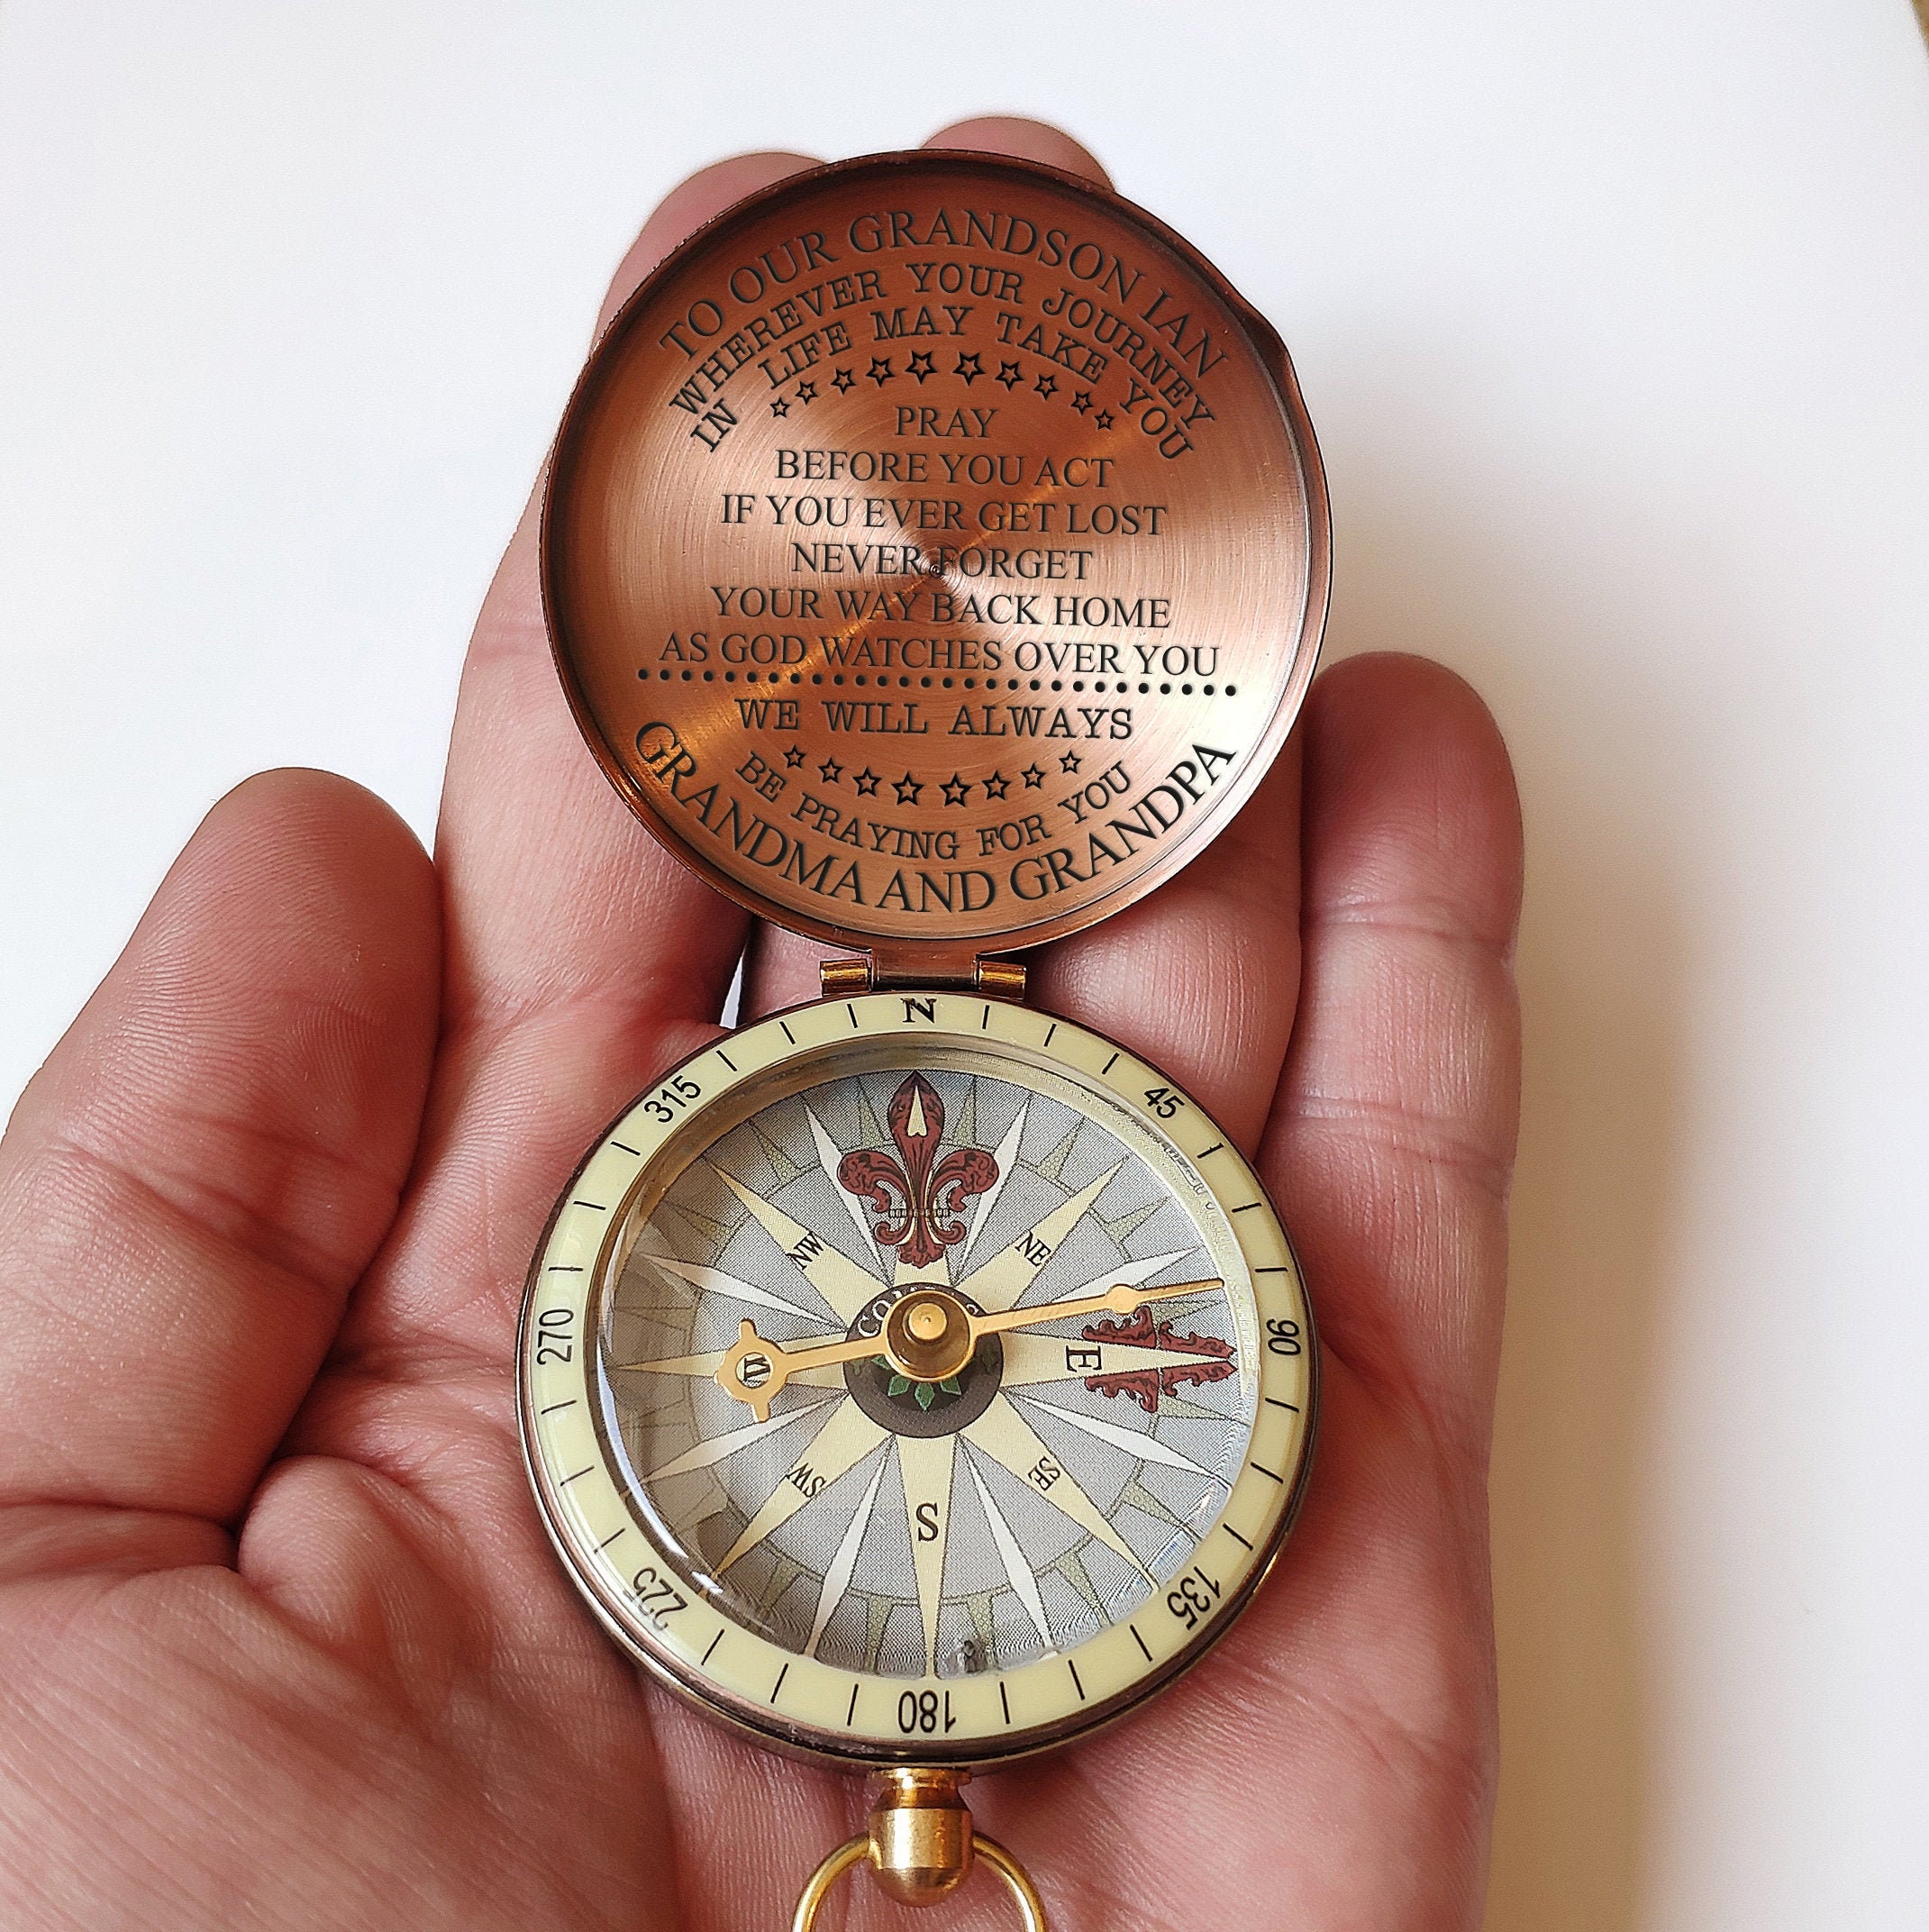 TO OUR GRANDSON IAN
WHEREVER YOUR JOURNEY
IN LIFE MAY TAKE YOU
PRAY
BEFORE YOU ACT
IF YOU EVER GET LOST
NEVER FORGET
YOUR WAY BACK HOME
AS GOD WATCHES OVER YOU
WE WILL ALWAYS
BE PRAYING FOR YOU
GRANDMA AND GRANDPA
N
45
90
135
180
225
270
315
NE
E
SE
S
SW
W
NW